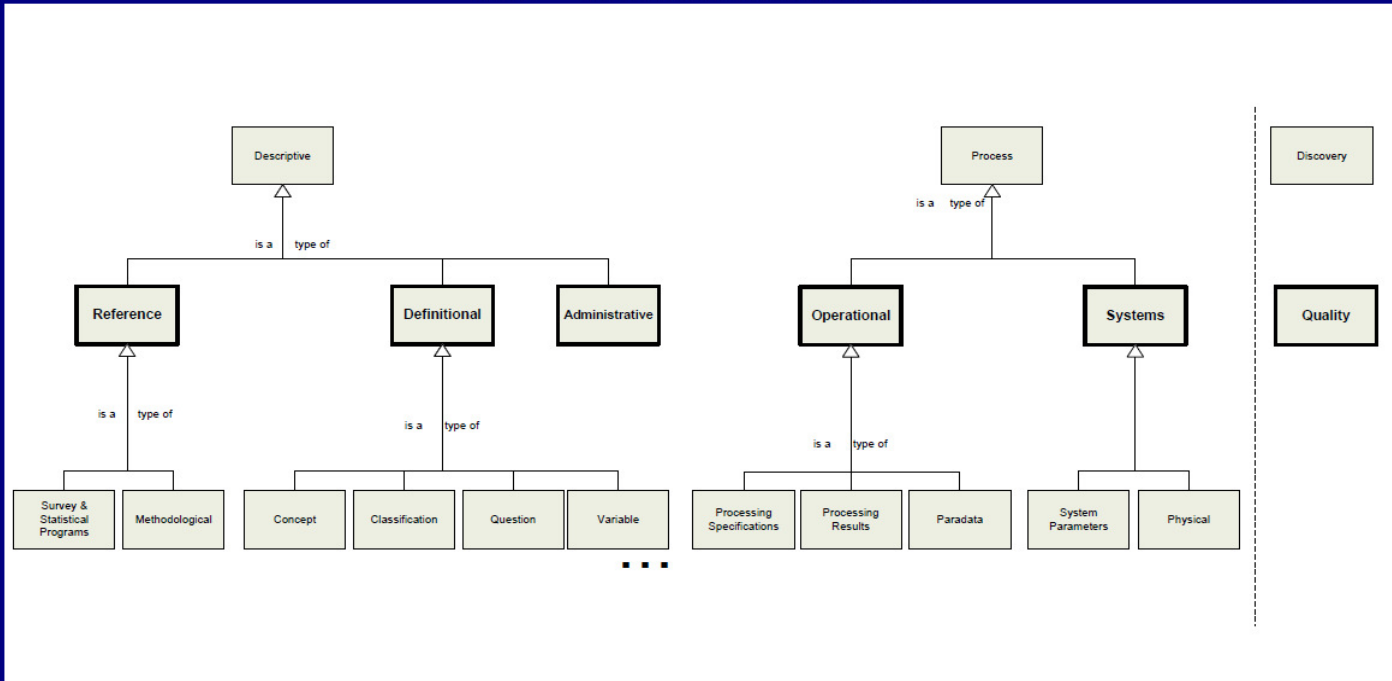 Descriptive
Process
Discovery
is a type of
is a type of
Reference
Definitional
Administrative
Operational
Systems
Quality
is a type of
is a type of
is a type of
Survey &
Statistical
Programs
Methodological
Concept
Classification
Question
Variable
Processing
Specifications
Processing
Results
Paradata
System
Parameters
Physical
...